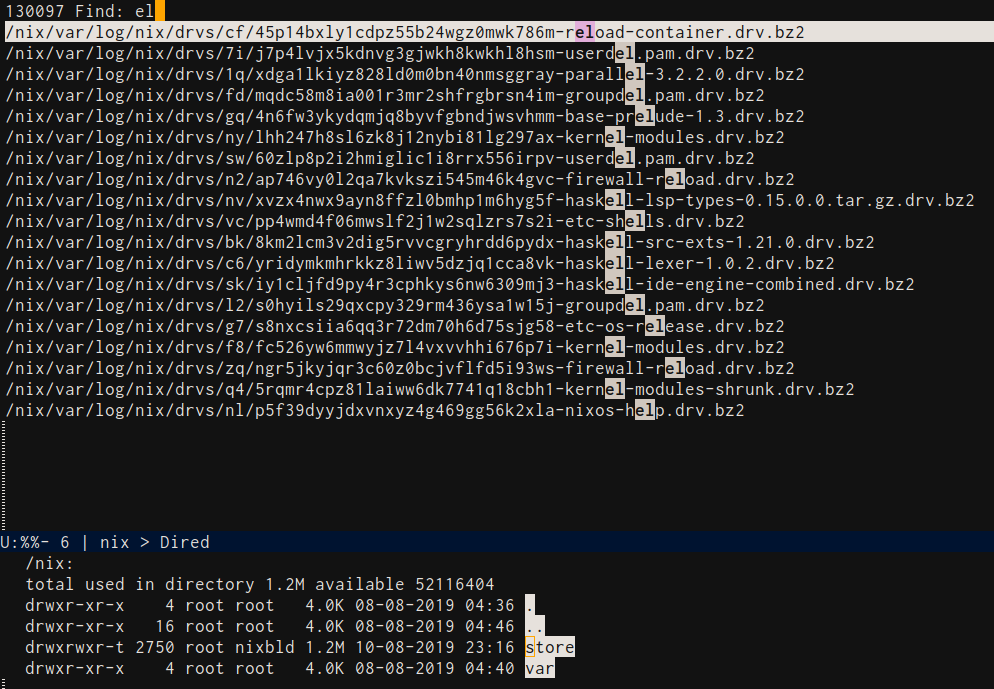 130097 Find: el
/nix/var/log/nix/drvs/cf/45p14bxly1cdpz55b24wgz0mwk786m-reload-container.drv.bz2
/nix/var/log/nix/drvs/7i/j7p4lvjx5kdnvg3gjwkh8kwkhl8hsm-userdel.pam.drv.bz2
/nix/var/log/nix/drvs/1q/xdga1lkiyz828ld0m0bn40nmsggray-parallel-3.2.2.0.drv.bz2
/nix/var/log/nix/drvs/fd/mqdc58m8ia001r3mr2shfrgbrsn4im-groupdel.pam.drv.bz2
/nix/var/log/nix/drvs/gq/4n6fw3ykydqmjq8byvfgbndjwsvhmm-base-prelude-1.3.drv.bz2
/nix/var/log/nix/drvs/ny/lhh247h8sl6zk8j12nybi81lg297ax-kernel-modules.drv.bz2
/nix/var/log/nix/drvs/sw/60zlp8p2i2hmiglic1i8rrx556irpv-userdel.pam.drv.bz2
/nix/var/log/nix/drvs/n2/ap746vy0l2qa7kvkszi545m46k4gvc-firewall-reload.drv.bz2
/nix/var/log/nix/drvs/nv/xvzx4nwx9ayn8ffzl0bmhp1m6hyg5f-haskell-lsp-types-0.15.0.0.tar.gz.drv.bz2
/nix/var/log/nix/drvs/vc/pp4wmd4f06mwslf2j1w2sqlzrs7s2i-etc-shells.drv.bz2
/nix/var/log/nix/drvs/bk/8km2lcm3v2dig5rvvcgryhrdd6pydx-haskell-src-exts-1.21.0.drv.bz2
/nix/var/log/nix/drvs/c6/yridymkmhrkkz8liwv5dzjq1cca8vk-haskell-lexer-1.0.2.drv.bz2
/nix/var/log/nix/drvs/sk/iy1cljfd9py4r3cphkys6nw6309mj3-haskell-ide-engine-combined.drv.bz2
/nix/var/log/nix/drvs/l2/s0hyils29qxcpy329rm436ysa1w15j-groupdel.pam.drv.bz2
/nix/var/log/nix/drvs/g7/s8nxcsiia6qq3r72dm70h6d75sjg58-etc-os-release.drv.bz2
/nix/var/log/nix/drvs/f8/fc526yw6mmwyjz7l4vxvvhhi676p7i-kernel-modules.drv.bz2
/nix/var/log/nix/drvs/zq/ngr5jkyjqr3c60z0bcjvflfd5i93ws-firewall-reload.drv.bz2
/nix/var/log/nix/drvs/q4/5rqmr4cpz81laiww6dk7741q18cbh1-kernel-modules-shrunk.drv.bz2
/nix/var/log/nix/drvs/nl/p5f39dyyjdxvnxyz4g469gg56k2xla-nixos-help.drv.bz2
U:%%- 6 | nix > Dired
/nix:
total used in directory 1.2M available 52116404
drwxr-xr-x 4 root root 4.0K 08-08-2019 04:36 .
drwxr-xr-x 16 root root 4.0K 08-08-2019 04:46 ..
drwxrwxr-t 2750 root nixbld 1.2M 10-08-2019 23:16 store
drwxr-xr-x 4 root root 4.0K 08-08-2019 04:40 var